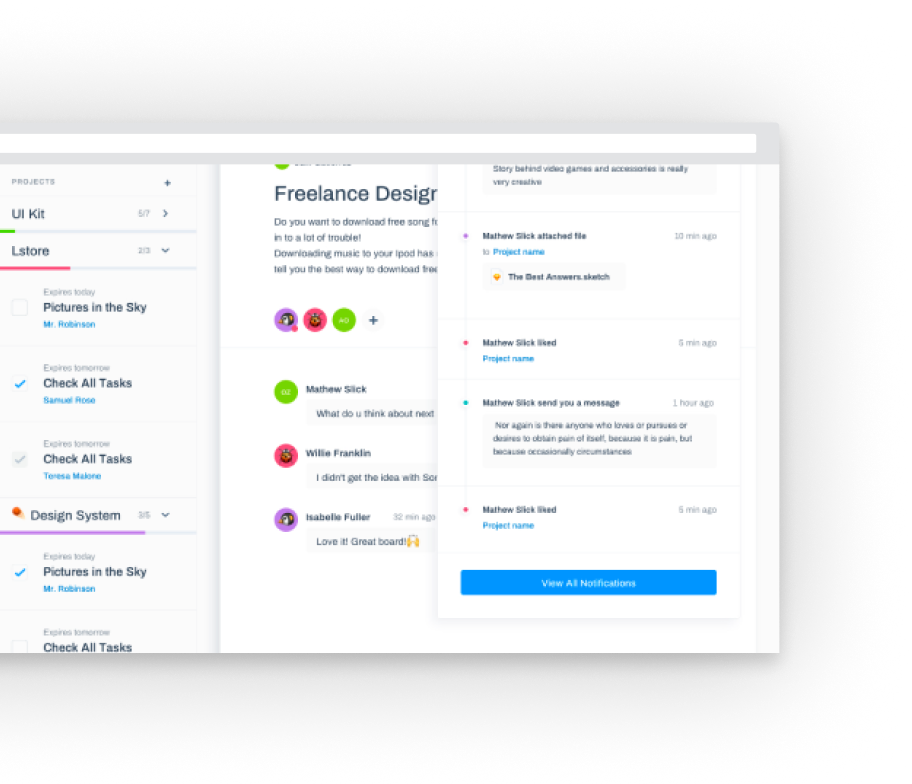 PROJECTS
+
UI Kit
5/7
Lstore
2/3
Expires today
Pictures in the Sky
Mr. Robinson
Expires tomorrow
Check All Tasks
Samuel Rose
Expires tomorrow
Check All Tasks
Teresa Malone
Design System
3/5
Expires today
Pictures in the Sky
Mr. Robinson
Expires tomorrow
Check All Tasks
Freelance Design
Do you want to download free song
in to a lot of trouble!
Downloading music to your Ipod has
tell you the best way to download free
AO
+
OZ
Mathew Slick
What do u think about next
Willie Franklin
I didn't get the idea with
Isabelle Fuller
32 min ago
Love it! Great board!🙌
Story behind video games and accessories is really
very creative
Mathew Slick attached file
10 min ago
to Project name
The Best Answers.sketch
Mathew Slick liked
5 min ago
Project name
Mathew Slick send you a message
1 hour ago
Nor again is there anyone who loves or pursues or
desires to obtain pain of itself, because it is pain, but
because occasionally circumstances
Mathew Slick liked
5 min ago
Project name
View All Notifications